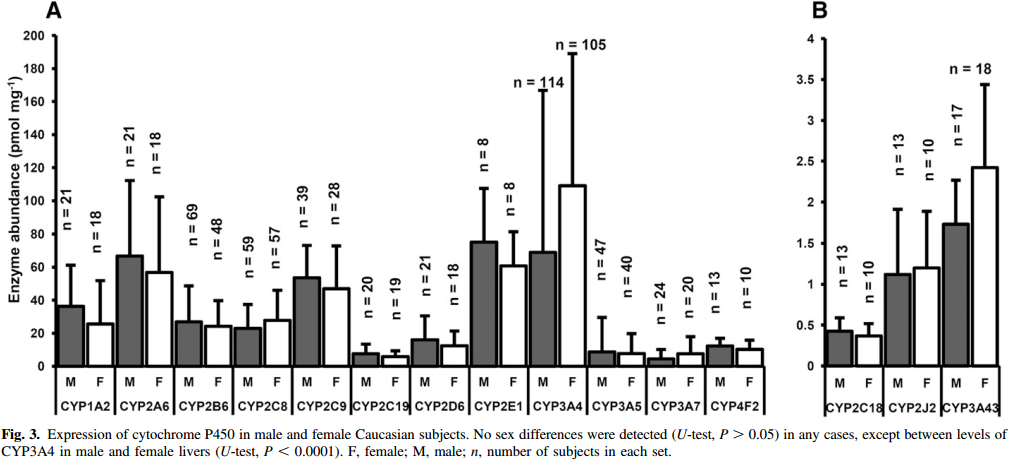 A
B
Enzyme abundance (pmol mg-1)
200
180
160
140
120
100
80
60
40
20
0
n = 21
n = 18
n = 21
n = 18
n = 69
n = 48
n = 59
n = 57
n = 39
n = 28
n = 20
n = 19
n = 21
n = 18
n = 8
n = 8
n = 114
n = 105
n = 47
n = 40
n = 24
n = 20
n = 13
n = 10
M F M F M F M F M F M F M F M F M F M F M F M F
CYP1A2 CYP2A6 CYP2B6 CYP2C8 CYP2C9 CYP2C19 CYP2D6 CYP2E1 CYP3A4 CYP3A5 CYP3A7 CYP4F2
4
3.5
3
2.5
2
1.5
1
0.5
0
n = 13
n = 10
n = 13
n = 10
n = 17
n = 18
M F M F M F
CYP2C18 CYP2J2 CYP3A43
Fig. 3. Expression of cytochrome P450 in male and female Caucasian subjects. No sex differences were detected (U-test, P > 0.05) in any cases, except between levels of
CYP3A4 in male and female livers (U-test, P < 0.0001). F, female; M, male; n, number of subjects in each set.